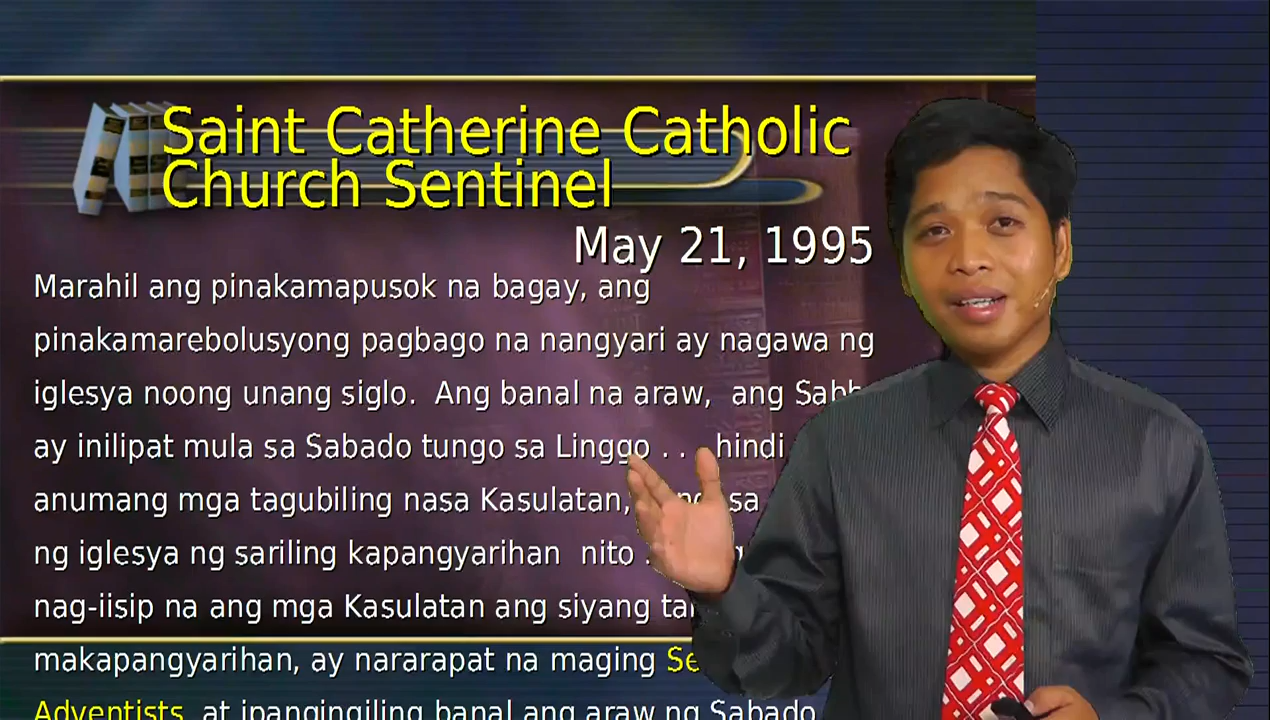 Saint Catherine Catholic
Church Sentinel
May 21, 1995
Marahil ang pinakamapusok na bagay, ang
pinakamarebolusyong pagbago na nangyari ay nagawa ng
iglesya noong unang siglo. Ang banal na araw, ang
ay inilipat mula sa Sabado tungo sa Linggo . . hindi
anumang mga tagubiling nasa Kasulatan, sa
ng iglesya ng sariling kapangyarihan nito
nag-iisip na ang mga Kasulatan ang siyang
makapangyarihan, ay nararapat na maging
Adventists, at ipangingiling banal ang araw ng Sabado